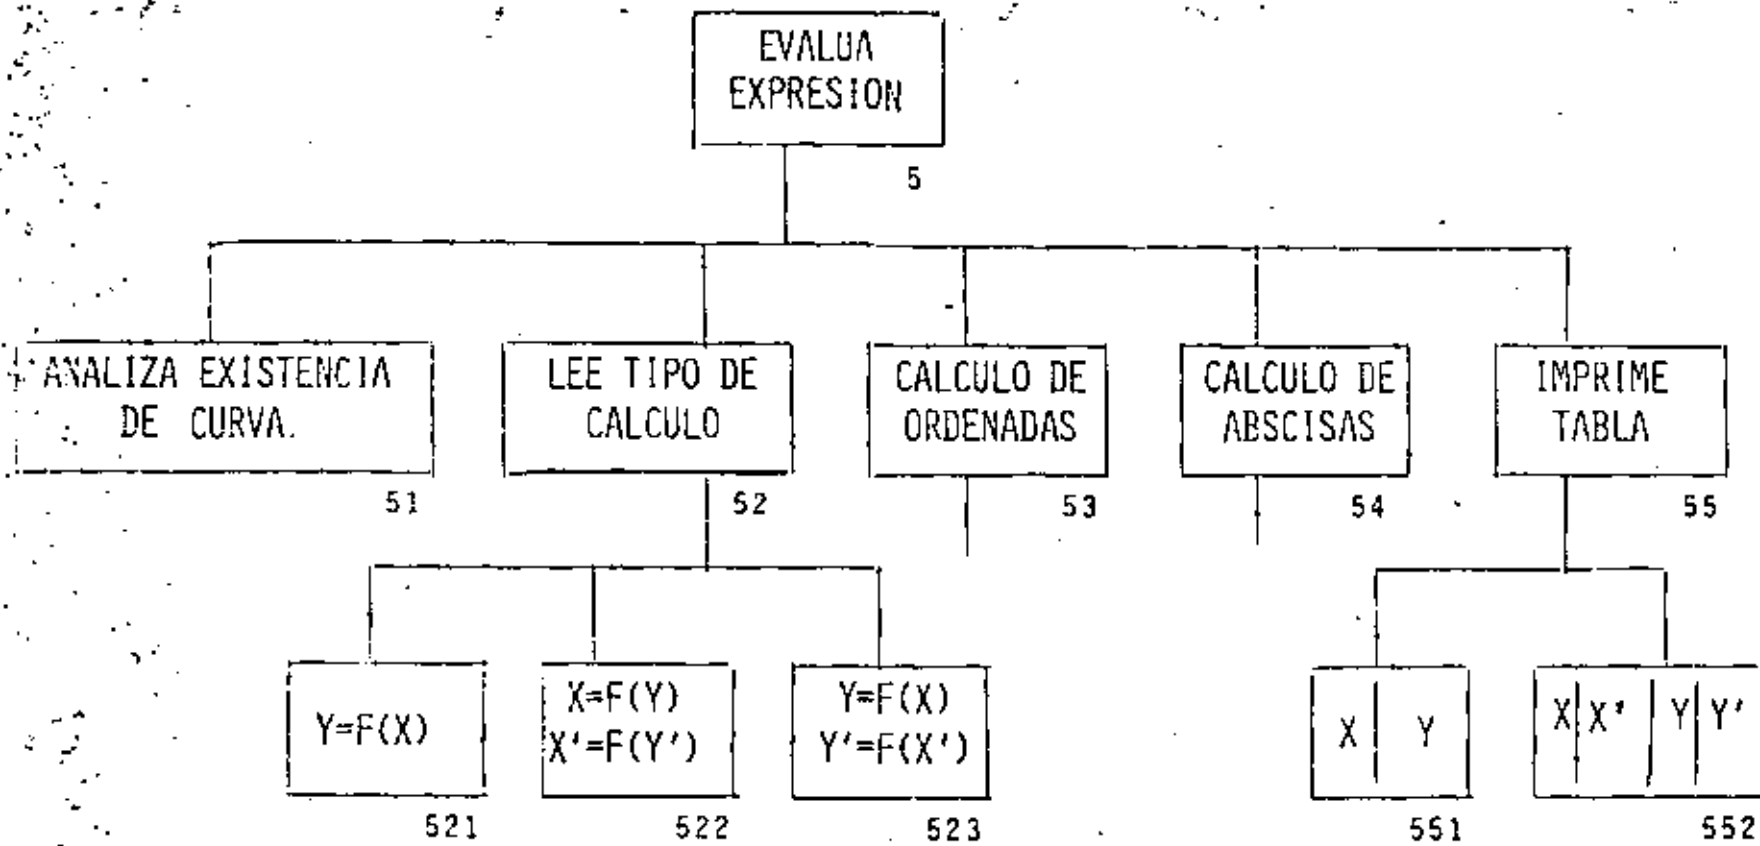 EVALUA
EXPRESION
5
ANALIZA EXISTENCIA
DE CURVA.
51
LEE TIPO DE
CALCULO
52
CALCULO DE
ORDENADAS
53
CALCULO DE
ABSCISAS
54
IMPRIME
TABLA
55
Y=F(X)
521
X=F(Y)
X'=F(Y')
522
Y=F(X)
Y'=F(X')
523
X Y
551
X X' Y Y'
552